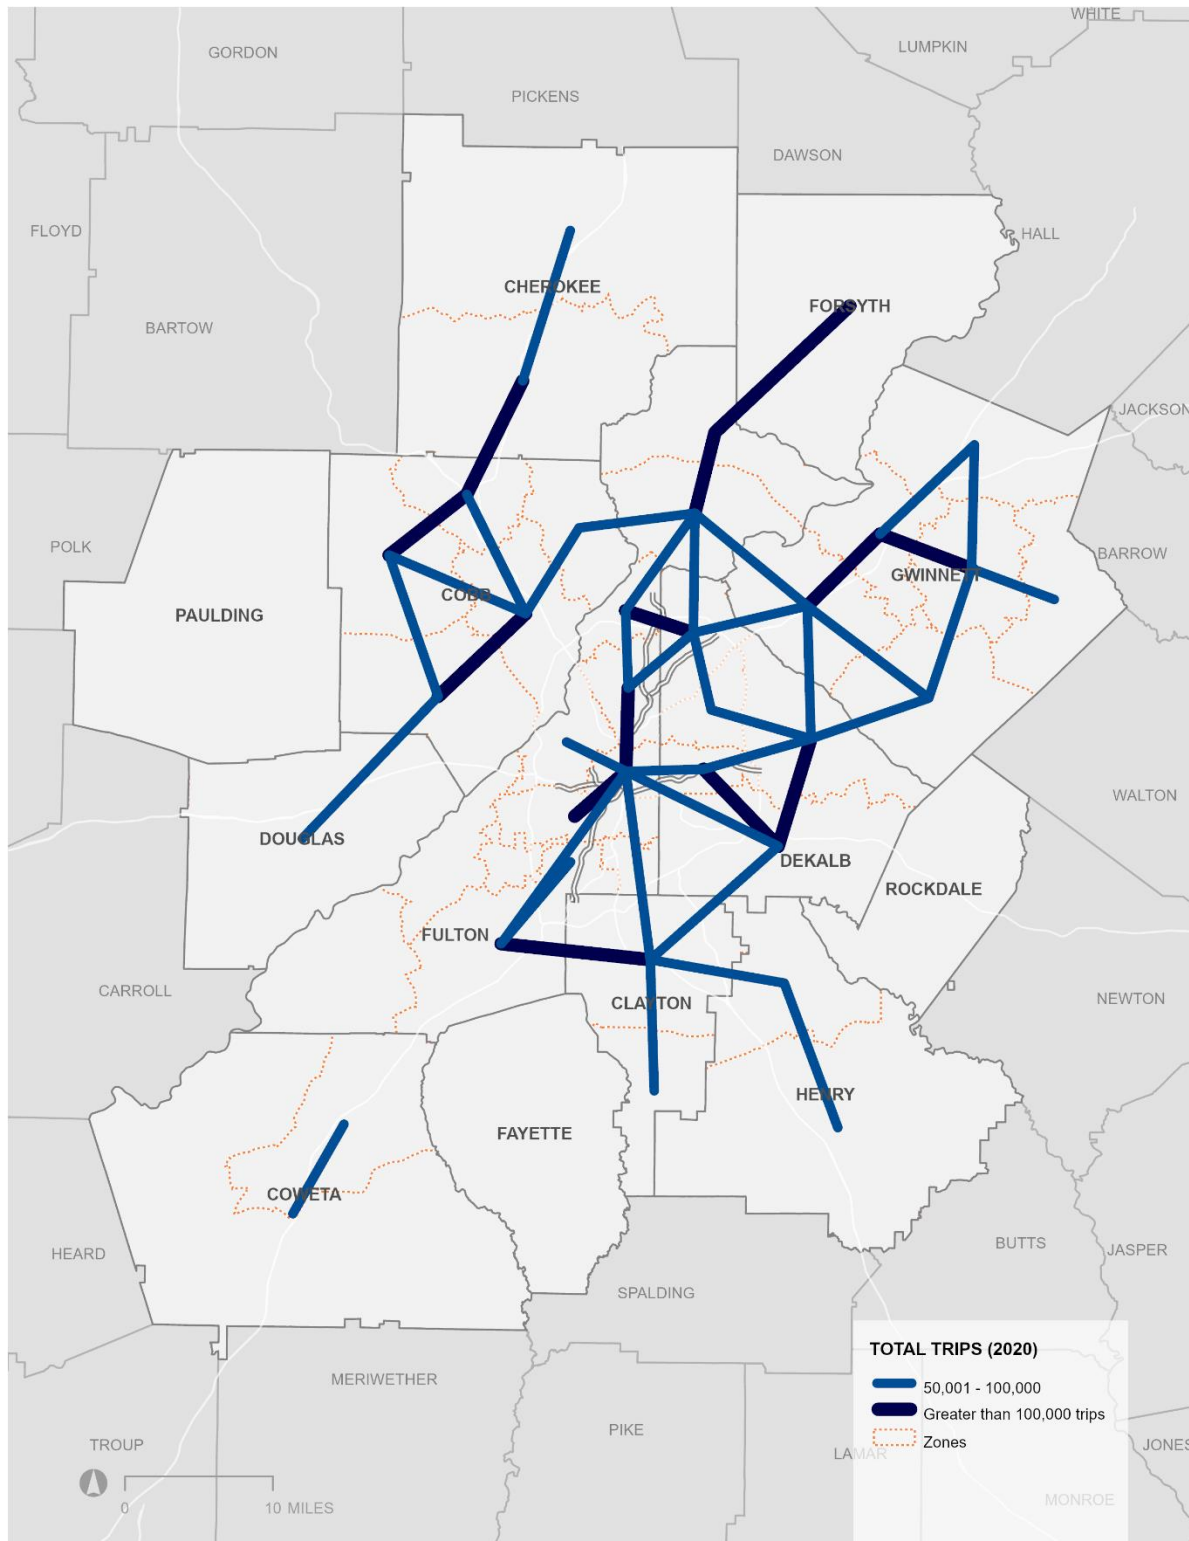 WHITE
LUMPKIN
GORDON
PICKENS
DAWSON
FLOYD
HALL
CHEROKEE
FORSYTH
BARTOW
JACKSON
POLK
BARROW
GWINNETT
COBB
PAULDING
WALTON
DOUGLAS
DEKALB
ROCKDALE
FULTON
CARROLL
NEWTON
CLAYTON
HENRY
FAYETTE
COWETA
BUTTS
JASPER
HEARD
SPALDING
TOTAL TRIPS (2020)
MERIWETHER
50,001 - 100,000
Greater than 100,000 trips
PIKE
Zones
TROUP
LAMAR
JONES
MONROE
0 10 MILES